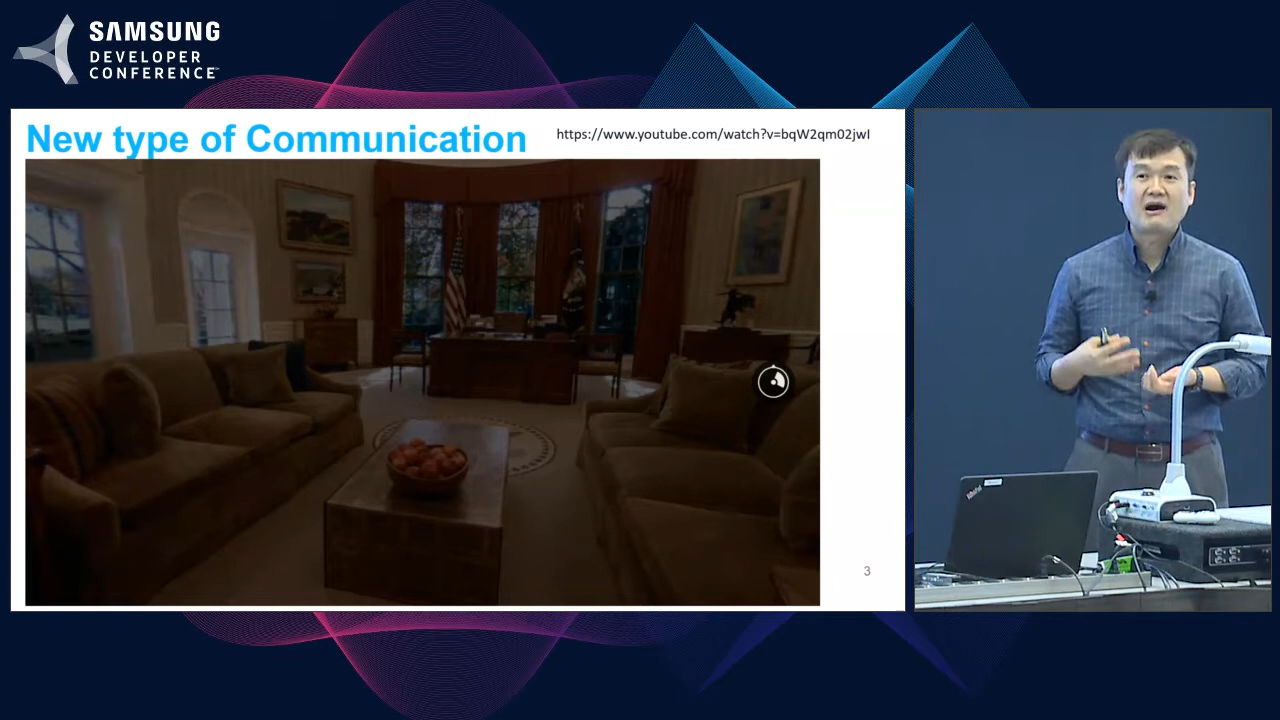 SAMSUNG
DEVELOPER
CONFERENCE
New type of Communication
https://www.youtube.com/watch?v=bqW2qm02jwI
3